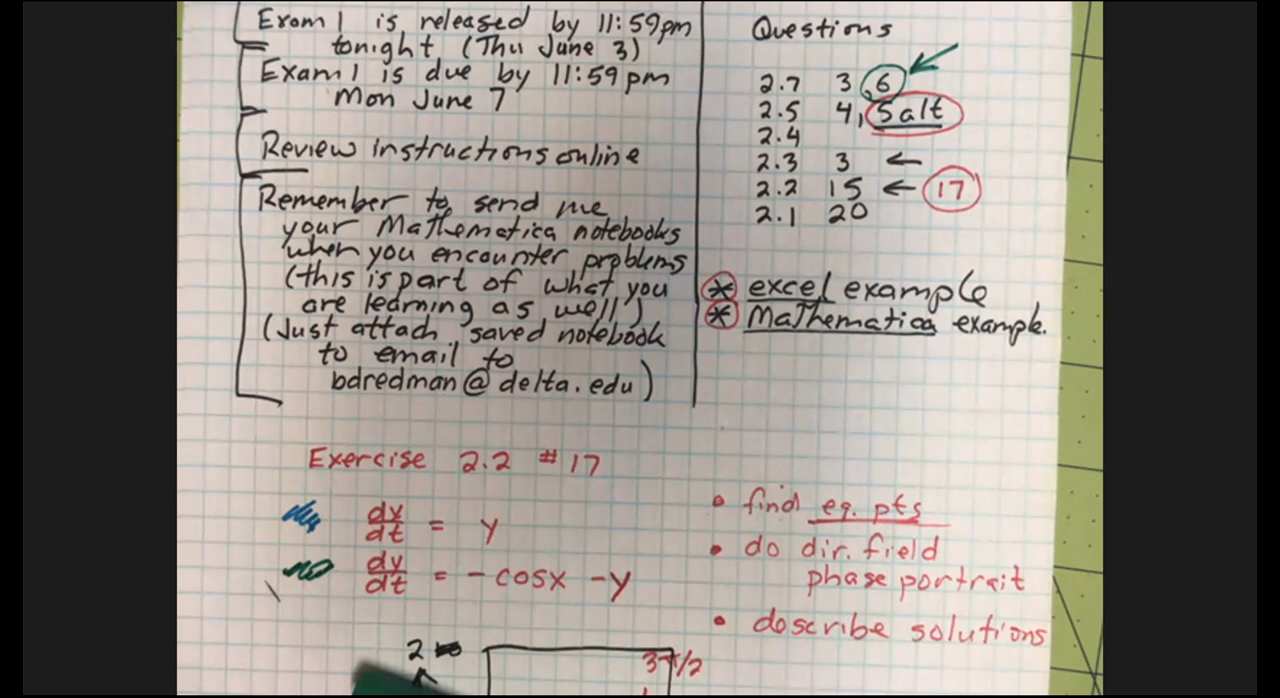 Exam 1 is released by 11:59pm
tonight (Thu June 3)
Exam 1 is due by 11:59 pm
Mon June 7
Review instructions online
Remember to send me
your Mathematica notebooks
when you encounter problems
(this is part of what you
are learning as well)
(Just attach saved notebook
to email to
bdredman@delta.edu)
Questions
2.7 3, 6
2.5 4, Salt
2.4
2.3 3 ←
2.2 15 ← 17
2.1 20
* excel example
* Mathematica example.
Exercise 2.2 #17
dx/dt = y
dy/dt = -cosx -y
• find eq. pts
• do dir. field
phase portrait
• describe solutions
2
3π/2